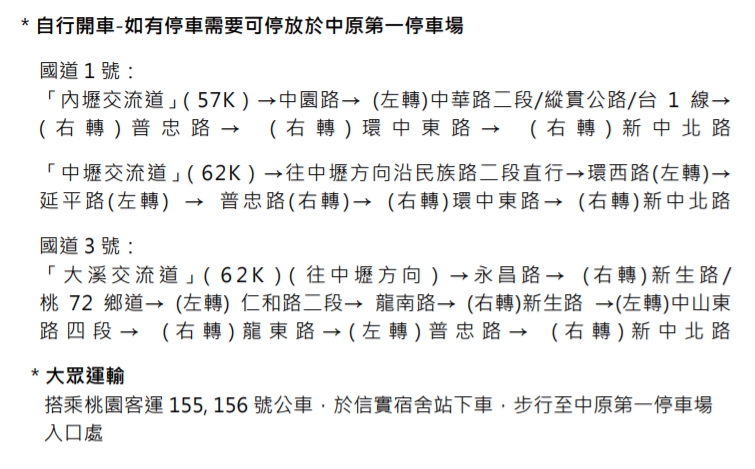 * 自行開車-如有停車需要可停放於中原第一停車場
國道 1 號：
「內壢交流道」( 57K ) →中園路→ (左轉)中華路二段/縱貫公路/台 1 線→
( 右 轉 ) 普 忠 路 → ( 右 轉 ) 環 中 東 路 → ( 右 轉 ) 新 中 北 路
「中壢交流道」( 62K ) →往中壢方向沿民族路二段直行→環西路(左轉)→
延平路(左轉) → 普忠路(右轉)→ (右轉)環中東路→ (右轉)新中北路
國道 3 號：
「 大 溪 交 流 道 」( 62K )( 往 中 壢 方 向 ) →永昌路→ (右轉)新生路/
桃 72 鄉道→ (左轉) 仁和路二段→ 龍南路→ (右轉)新生路 →(左轉)中山東
路 四 段 → ( 右 轉 ) 龍 東 路 →( 左 轉 ) 普 忠 路 → ( 右 轉 ) 新 中 北 路
* 大眾運輸
搭乘桃園客運 155, 156 號公車，於信實宿舍站下車，步行至中原第一停車場
入口處